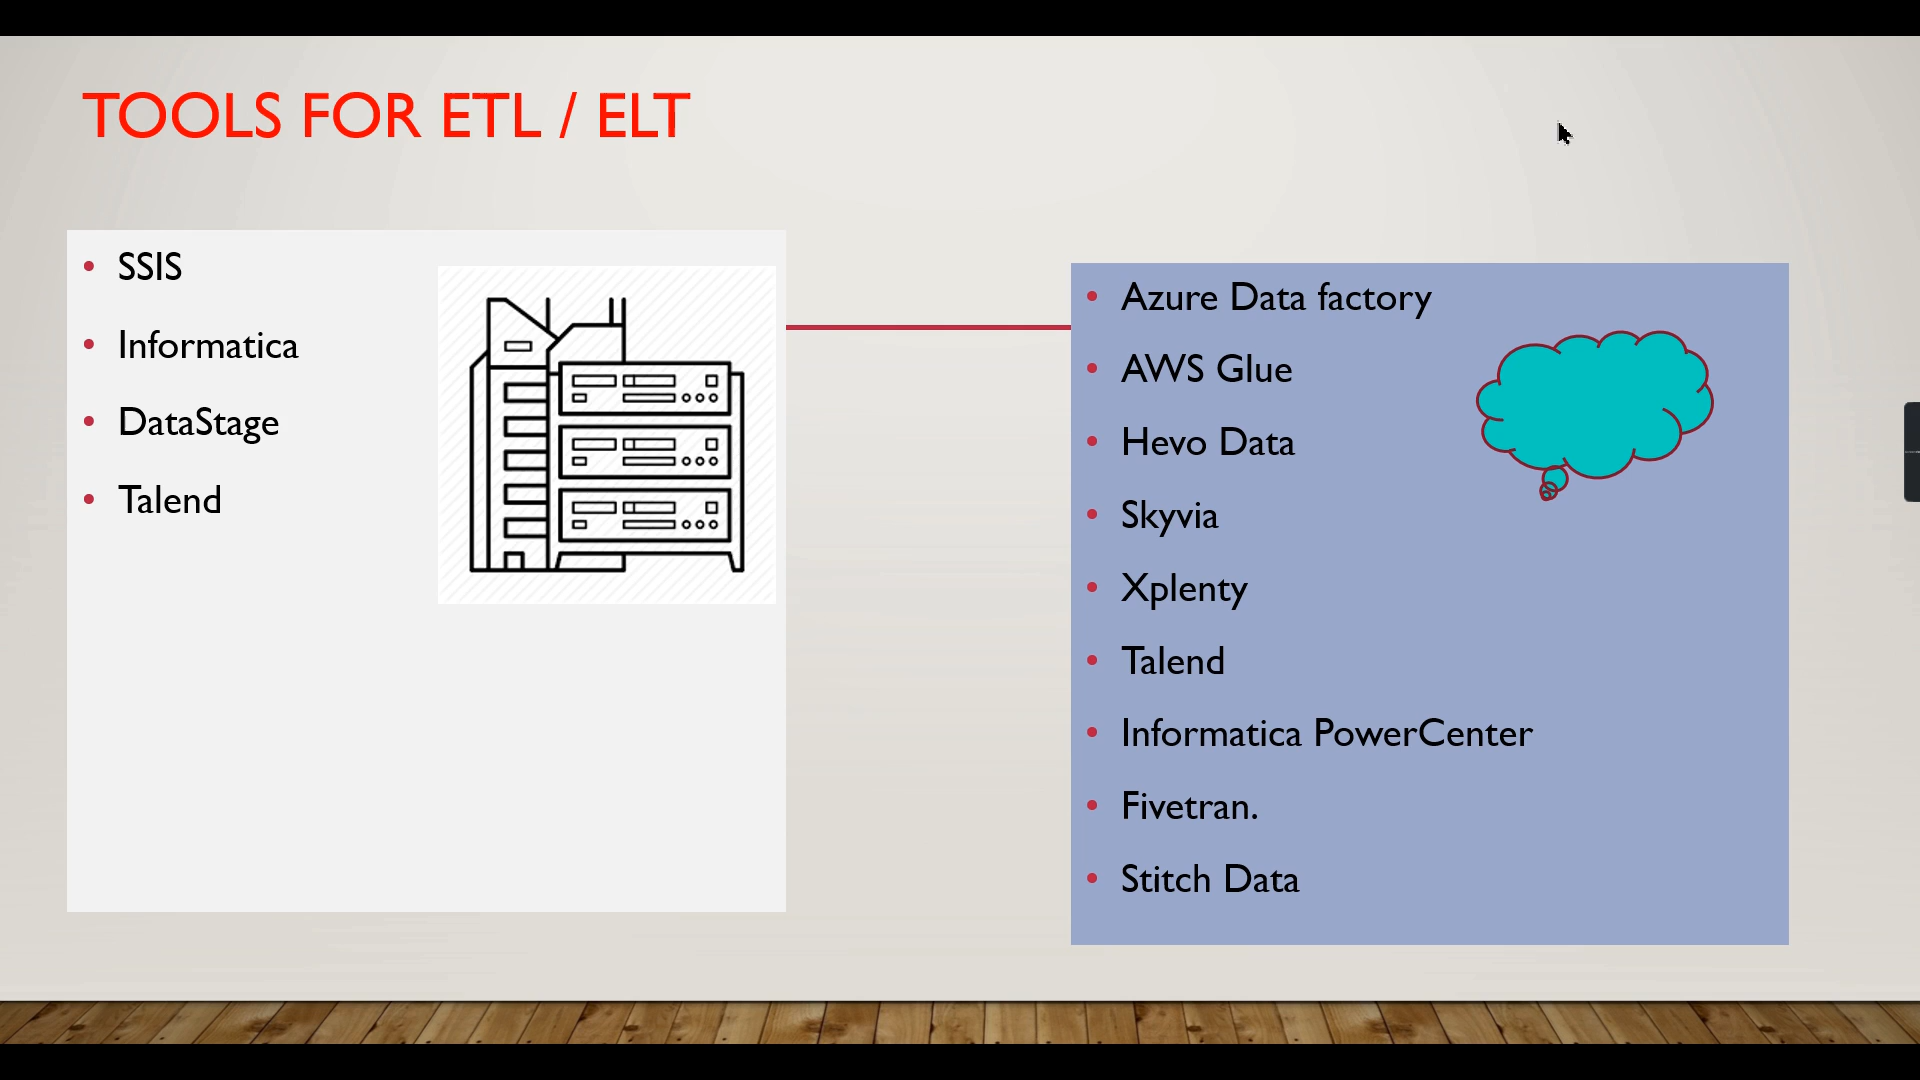 TOOLS FOR ETL / ELT
SSIS
Informatica
DataStage
Talend
Azure Data factory
AWS Glue
Hevo Data
Skyvia
Xplenty
Talend
Informatica PowerCenter
Fivetran.
Stitch Data